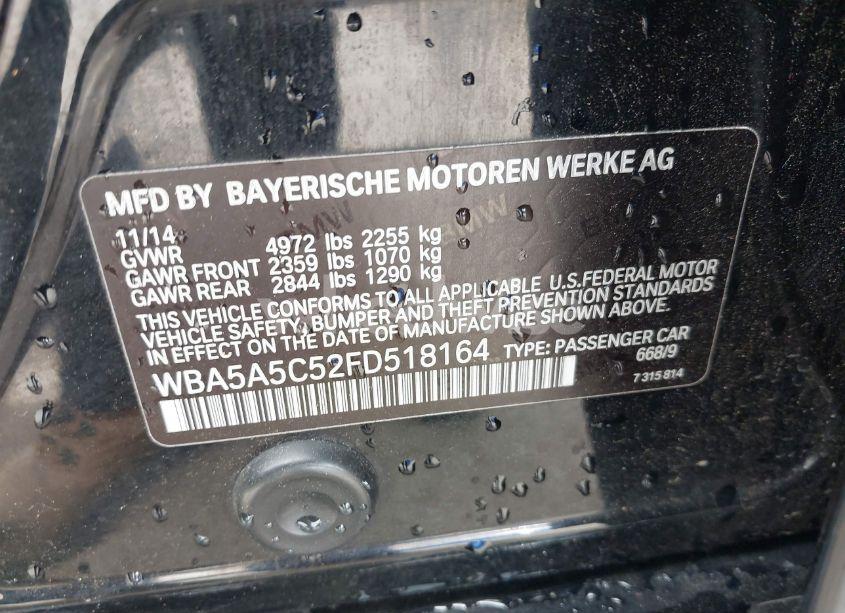 MFD BY BAYERISCHE MOTOREN WERKE AG
11/14
GVWR 4972 lbs 2255 kg
GAWR FRONT 2359 lbs 1070 kg
GAWR REAR 2844 lbs 1290 kg
THIS VEHICLE CONFORMS TO ALL APPLICABLE U.S.FEDERAL MOTOR
VEHICLE SAFETY, BUMPER AND THEFT PREVENTION STANDARDS
IN EFFECT ON THE DATE OF MANUFACTURE SHOWN ABOVE.
WBA5A5C52FD518164 TYPE: PASSENGER CAR
668/9
7 315 814